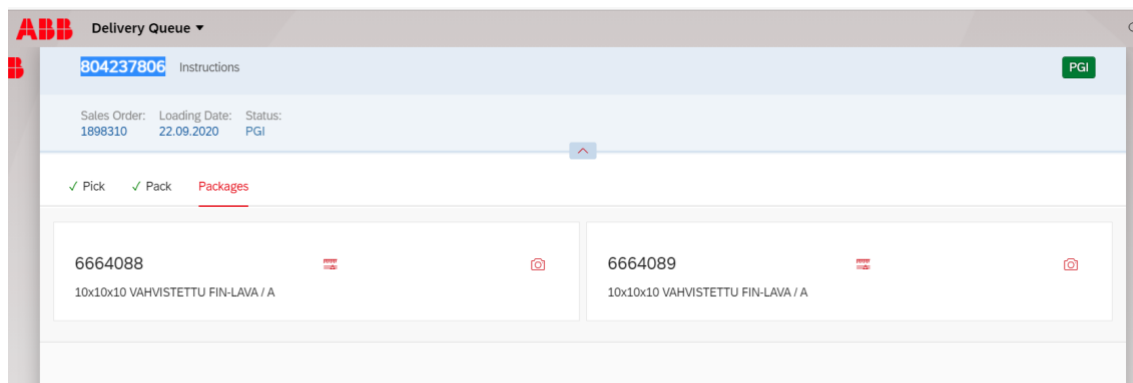 ABB Delivery Queue
804237806 Instructions PGI
Sales Order: Loading Date: Status:
1898310 22.09.2020 PGI
✓ Pick ✓ Pack Packages
6664088 6664089
10x10x10 VAHVISTETTU FIN-LAVA / A 10x10x10 VAHVISTETTU FIN-LAVA / A